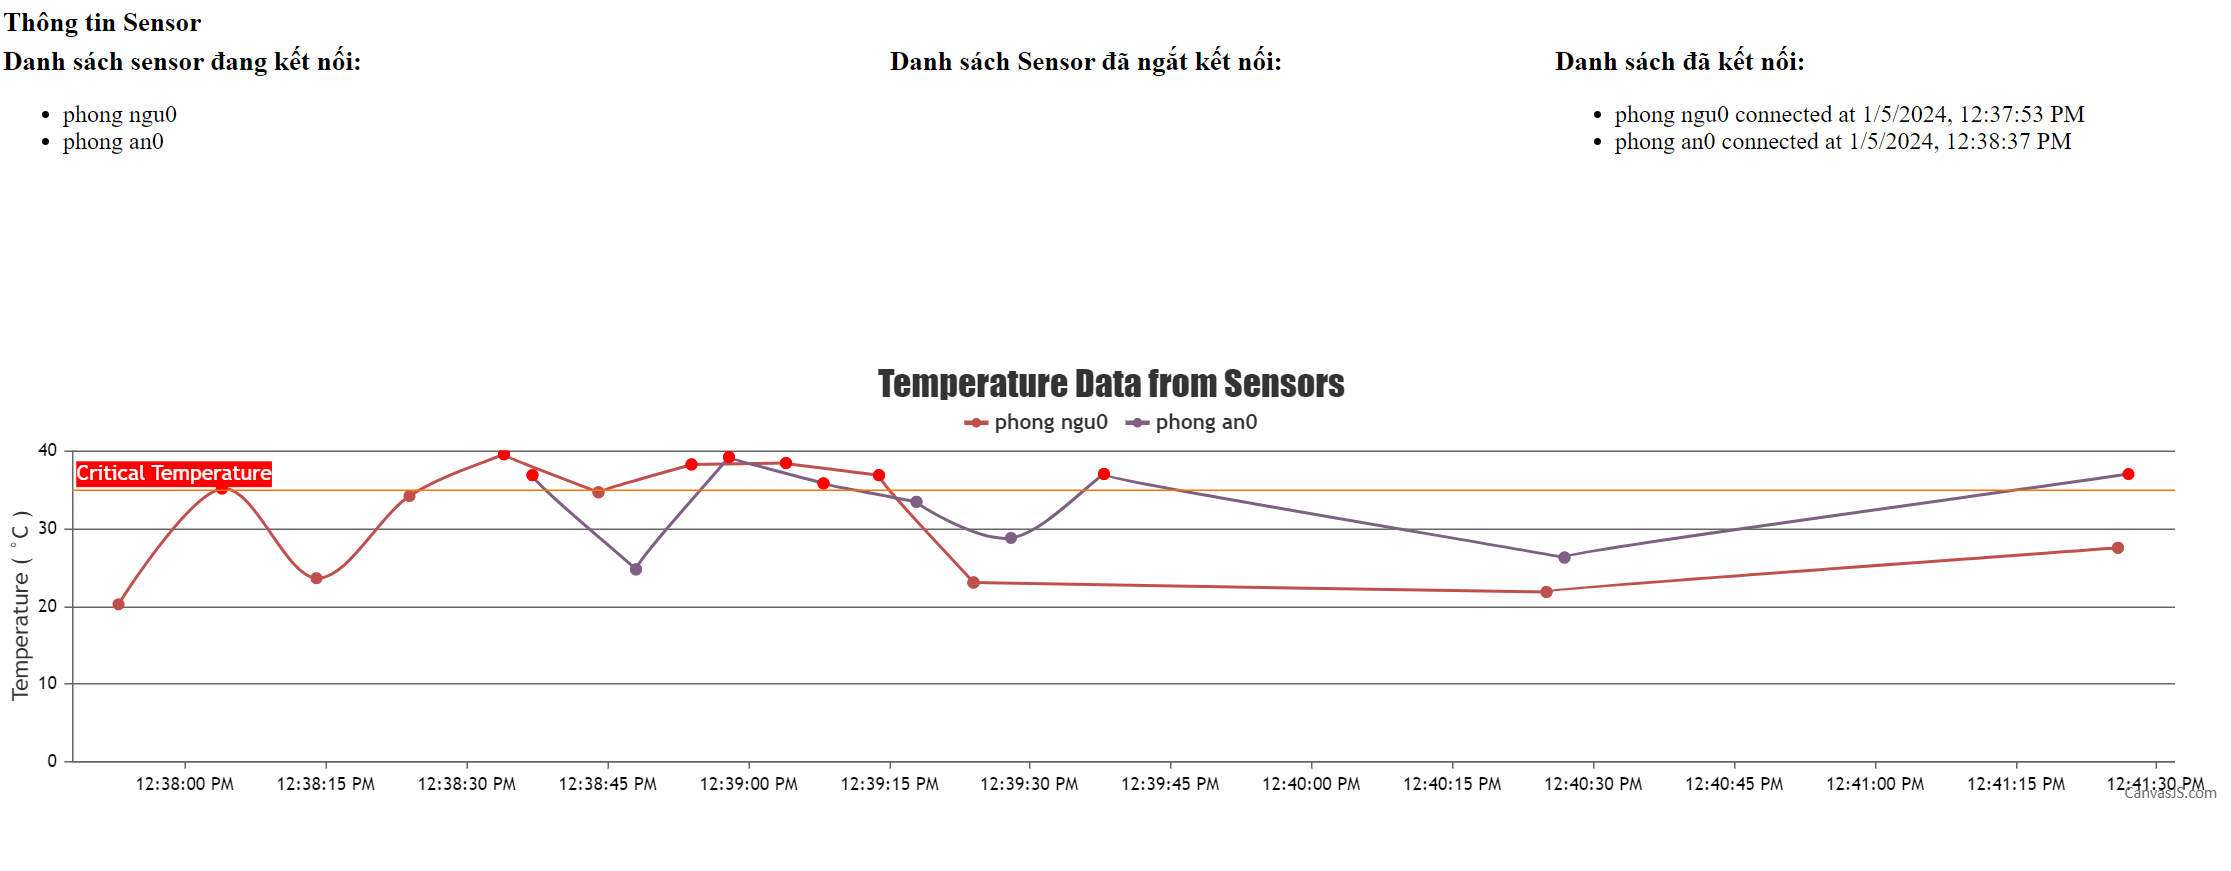 Thông tin Sensor
Danh sách sensor đang kết nối:
phong ngu0
phong an0
Danh sách Sensor đã ngắt kết nối:
Danh sách đã kết nối:
phong ngu0 connected at 1/5/2024, 12:37:53 PM
phong an0 connected at 1/5/2024, 12:38:37 PM
Temperature Data from Sensors
phong ngu0 phong an0
Critical Temperature
Temperature ( °C )
40
30
20
10
0
12:38:00 PM 12:38:15 PM 12:38:30 PM 12:38:45 PM 12:39:00 PM 12:39:15 PM 12:39:30 PM 12:39:45 PM 12:40:00 PM 12:40:15 PM 12:40:30 PM 12:40:45 PM 12:41:00 PM 12:41:15 PM 12:41:30 PM
CanvasJS.com